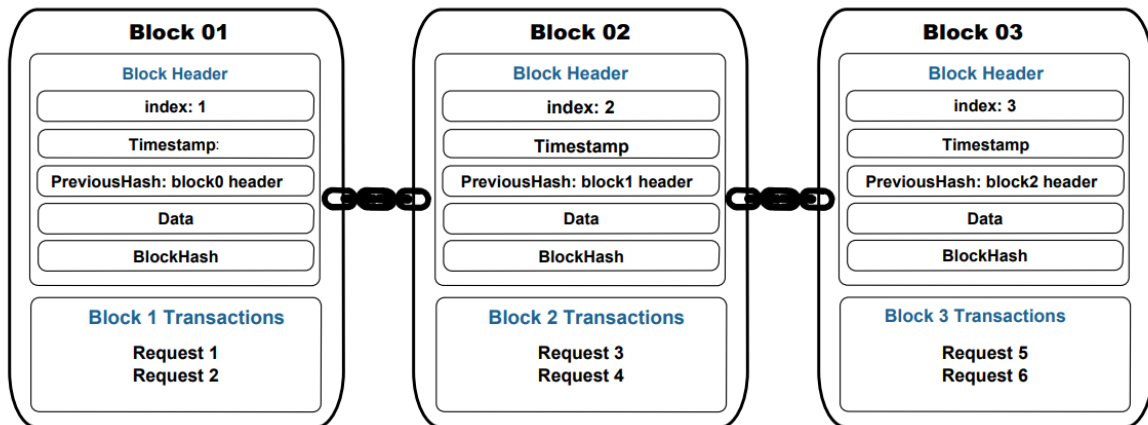 Block 01
Block Header
index: 1
Timestamp:
PreviousHash: block0 header
Data
BlockHash
Block 1 Transactions
Request 1
Request 2
Block 02
Block Header
index: 2
Timestamp
PreviousHash: block1 header
Data
BlockHash
Block 2 Transactions
Request 3
Request 4
Block 03
Block Header
index: 3
Timestamp
PreviousHash: block2 header
Data
BlockHash
Block 3 Transactions
Request 5
Request 6